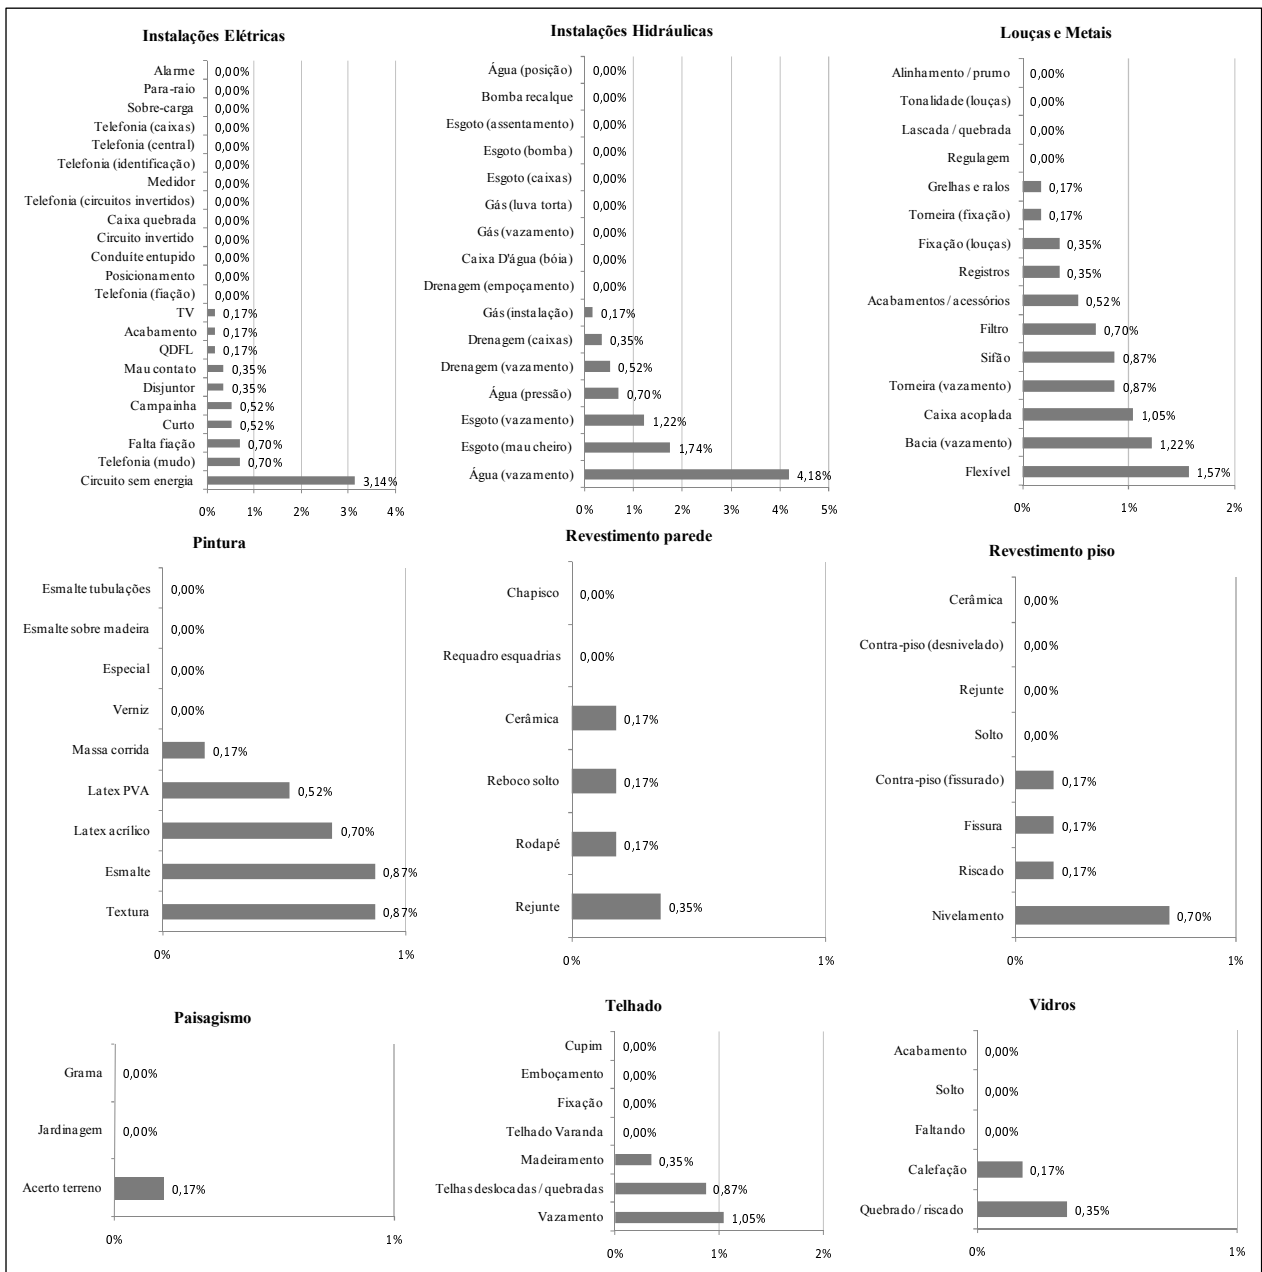 Instalações Elétricas
Alarme 0,00%
Para-raio 0,00%
Sobre-carga 0,00%
Telefonia (caixas) 0,00%
Telefonia (central) 0,00%
Telefonia (identificação) 0,00%
Medidor 0,00%
Telefonia (circuitos invertidos) 0,00%
Caixa quebrada 0,00%
Circuito invertido 0,00%
Conduíte entupido 0,00%
Posicionamento 0,00%
Telefonia (fiação) 0,00%
TV 0,17%
Acabamento 0,17%
QDFL 0,17%
Mau contato 0,35%
Disjuntor 0,35%
Campainha 0,52%
Curto 0,52%
Falta fiação 0,70%
Telefonia (mudo) 0,70%
Circuito sem energia 3,14%
0% 1% 2% 3% 4%
Instalações Hidráulicas
Água (posição) 0,00%
Bomba recalque 0,00%
Esgoto (assentamento) 0,00%
Esgoto (bomba) 0,00%
Esgoto (caixas) 0,00%
Gás (luva torta) 0,00%
Gás (vazamento) 0,00%
Caixa D'água (bóia) 0,00%
Drenagem (empoçamento) 0,00%
Gás (instalação) 0,17%
Drenagem (caixas) 0,35%
Drenagem (vazamento) 0,52%
Água (pressão) 0,70%
Esgoto (vazamento) 1,22%
Esgoto (mau cheiro) 1,74%
Água (vazamento) 4,18%
0% 1% 2% 3% 4% 5%
Louças e Metais
Alinhamento / prumo 0,00%
Tonalidade (louças) 0,00%
Lascada / quebrada 0,00%
Regulagem 0,00%
Grelhas e ralos 0,17%
Torneira (fixação) 0,17%
Fixação (louças) 0,35%
Registros 0,35%
Acabamentos / acessórios 0,52%
Filtro 0,70%
Sifão 0,87%
Torneira (vazamento) 0,87%
Caixa acoplada 1,05%
Bacia (vazamento) 1,22%
Flexível 1,57%
0% 1% 2%
Pintura
Esmalte tubulações 0,00%
Esmalte sobre madeira 0,00%
Especial 0,00%
Verniz 0,00%
Massa corrida 0,17%
Latex PVA 0,52%
Latex acrílico 0,70%
Esmalte 0,87%
Textura 0,87%
0% 1%
Revestimento parede
Chapisco 0,00%
Requadro esquadrias 0,00%
Cerâmica 0,17%
Reboco solto 0,17%
Rodapé 0,17%
Rejunte 0,35%
0% 1%
Revestimento piso
Cerâmica 0,00%
Contra-piso (desnivelado) 0,00%
Rejunte 0,00%
Solto 0,00%
Contra-piso (fissurado) 0,17%
Fissura 0,17%
Riscado 0,17%
Nivelamento 0,70%
0% 1%
Paisagismo
Grama 0,00%
Jardinagem 0,00%
Acerto terreno 0,17%
0% 1%
Telhado
Cupim 0,00%
Emboçamento 0,00%
Fixação 0,00%
Telhado Varanda 0,00%
Madeiramento 0,35%
Telhas deslocadas / quebradas 0,87%
Vazamento 1,05%
0% 1% 2%
Vidros
Acabamento 0,00%
Solto 0,00%
Faltando 0,00%
Calefação 0,17%
Quebrado / riscado 0,35%
0% 1%